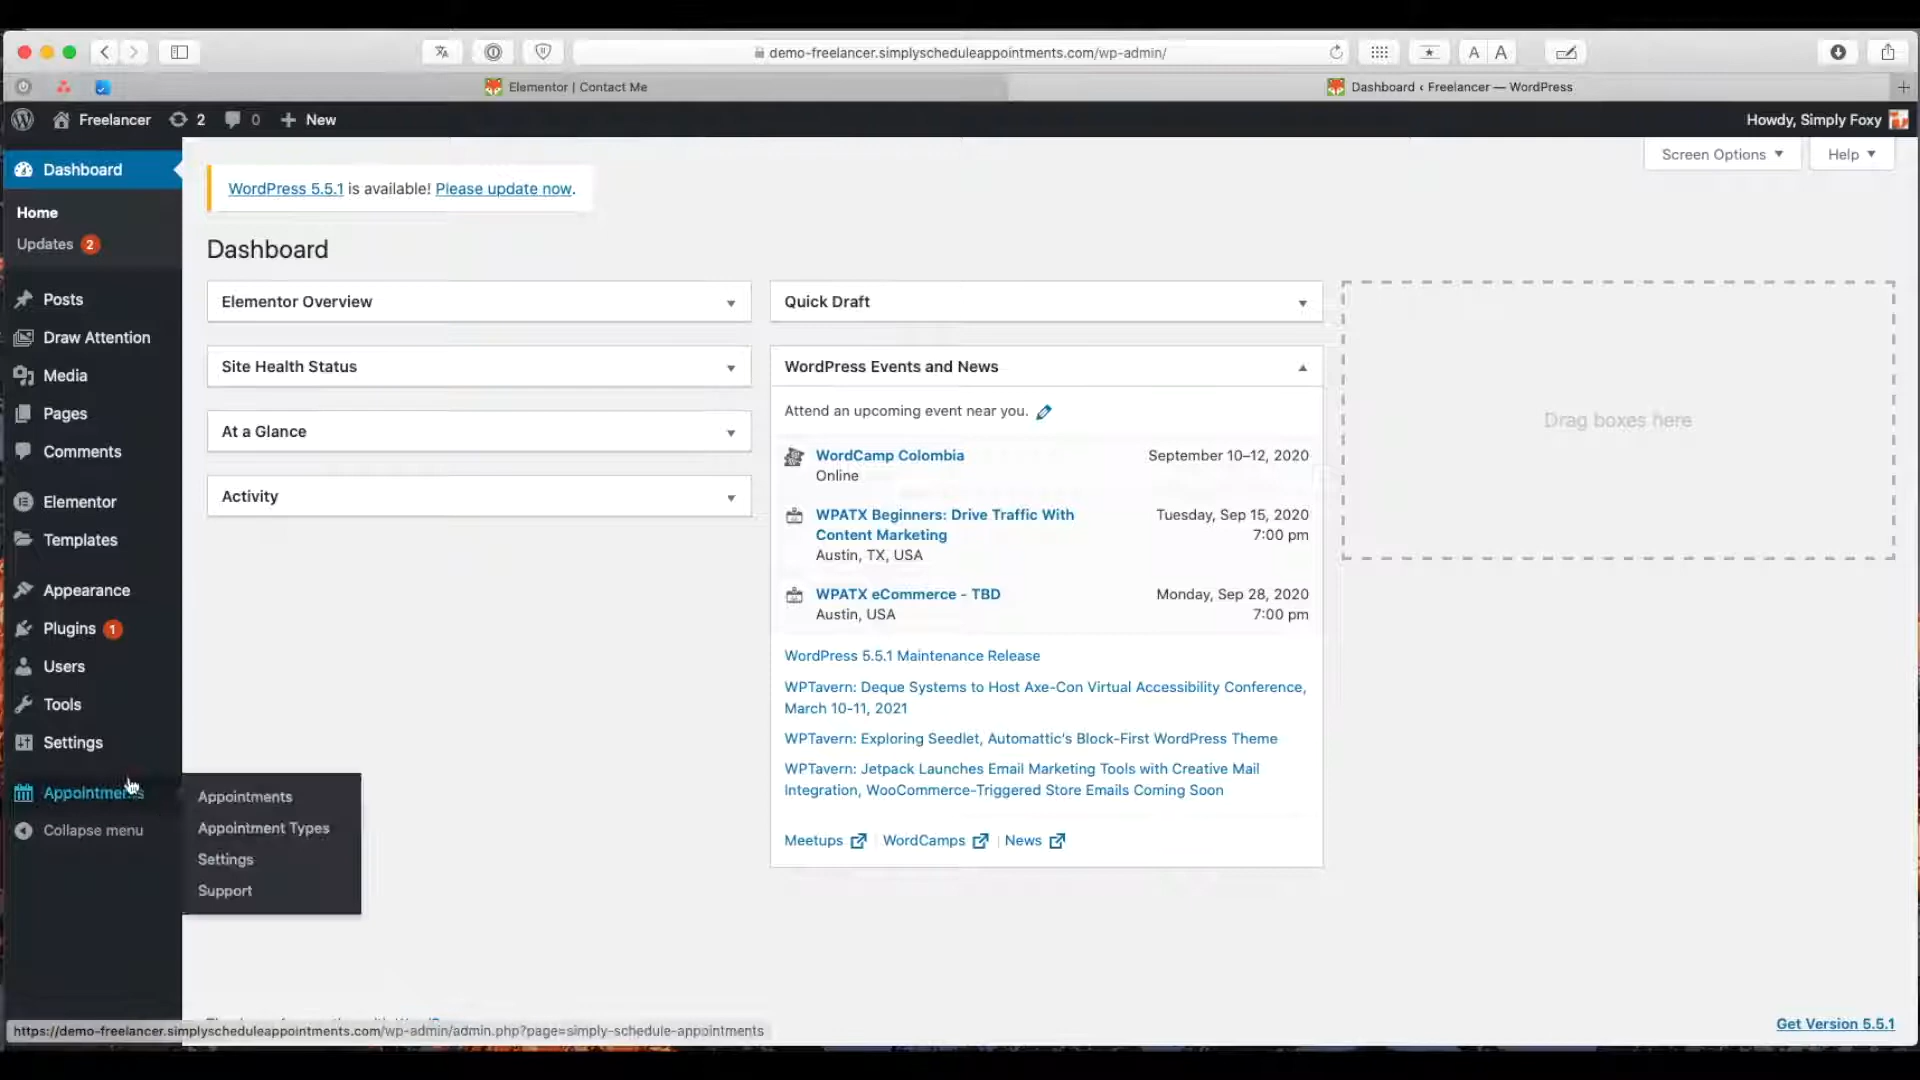 demo-freelancer.simplyscheduleappointments.com/wp-admin/
A A
Elementor | Contact Me
Dashboard ‹ Freelancer — WordPress
Freelancer 2 0 New
Howdy, Simply Foxy
Dashboard
Home
Updates 2
Posts
Draw Attention
Media
Pages
Comments
Elementor
Templates
Appearance
Plugins 1
Users
Tools
Settings
Appointments
Collapse menu
Appointments
Appointment Types
Settings
Support
Screen Options
Help
WordPress 5.5.1 is available! Please update now.
Dashboard
Elementor Overview
Site Health Status
At a Glance
Activity
Quick Draft
WordPress Events and News
Attend an upcoming event near you.
WordCamp Colombia
Online
September 10–12, 2020
WPATX Beginners: Drive Traffic With
Content Marketing
Austin, TX, USA
Tuesday, Sep 15, 2020
7:00 pm
WPATX eCommerce - TBD
Austin, USA
Monday, Sep 28, 2020
7:00 pm
WordPress 5.5.1 Maintenance Release
WPTavern: Deque Systems to Host Axe-Con Virtual Accessibility Conference,
March 10-11, 2021
WPTavern: Exploring Seedlet, Automattic's Block-First WordPress Theme
WPTavern: Jetpack Launches Email Marketing Tools with Creative Mail
Integration, WooCommerce-Triggered Store Emails Coming Soon
Meetups | WordCamps | News
Drag boxes here
https://demo-freelancer.simplyscheduleappointments.com/wp-admin/admin.php?page=simply-schedule-appointments
Get Version 5.5.1